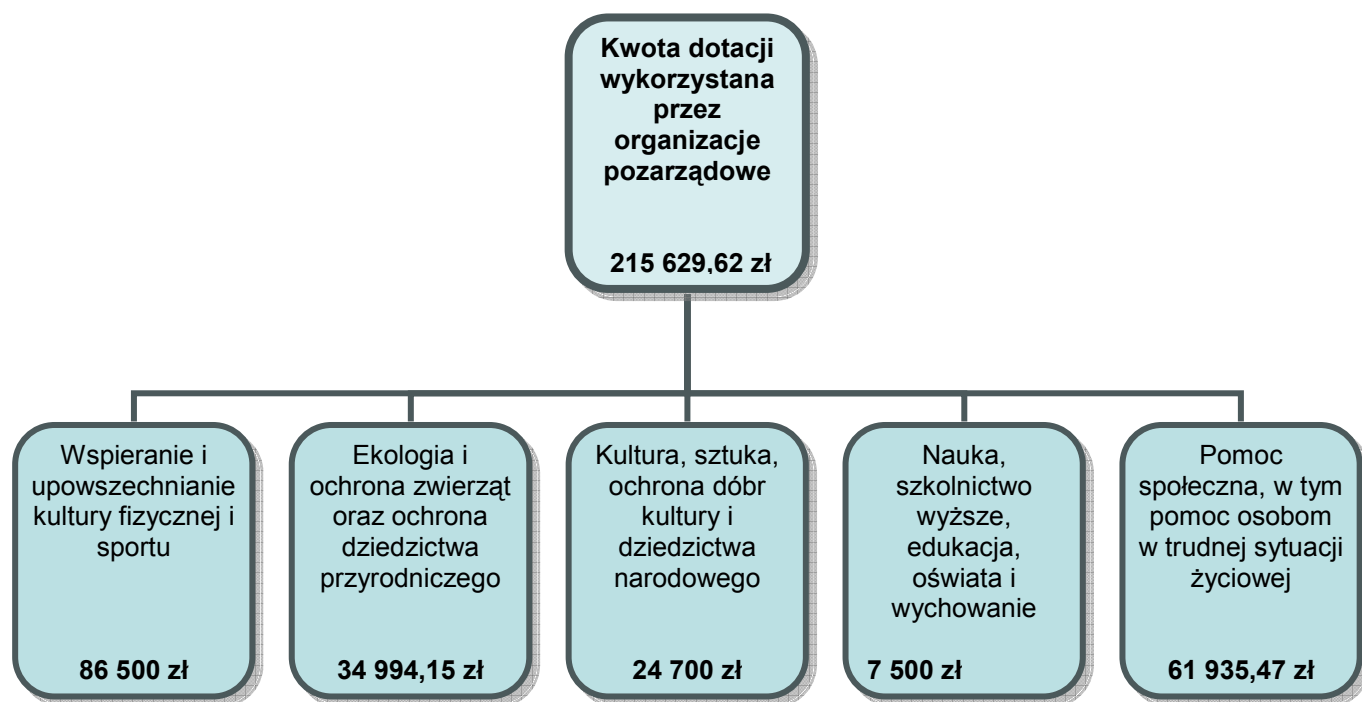 Kwota dotacji
wykorzystana
przez
organizacje
pozarządowe
215 629,62 zł
Wspieranie i
upowszechnianie
kultury fizycznej i
sportu
86 500 zł
Ekologia i
ochrona zwierząt
oraz ochrona
dziedzictwa
przyrodniczego
34 994,15 zł
Kultura, sztuka,
ochrona dóbr
kultury i
dziedzictwa
narodowego
24 700 zł
Nauka,
szkolnictwo
wyższe,
edukacja,
oświata i
wychowanie
7 500 zł
Pomoc
społeczna, w tym
pomoc osobom
w trudnej sytuacji
życiowej
61 935,47 zł